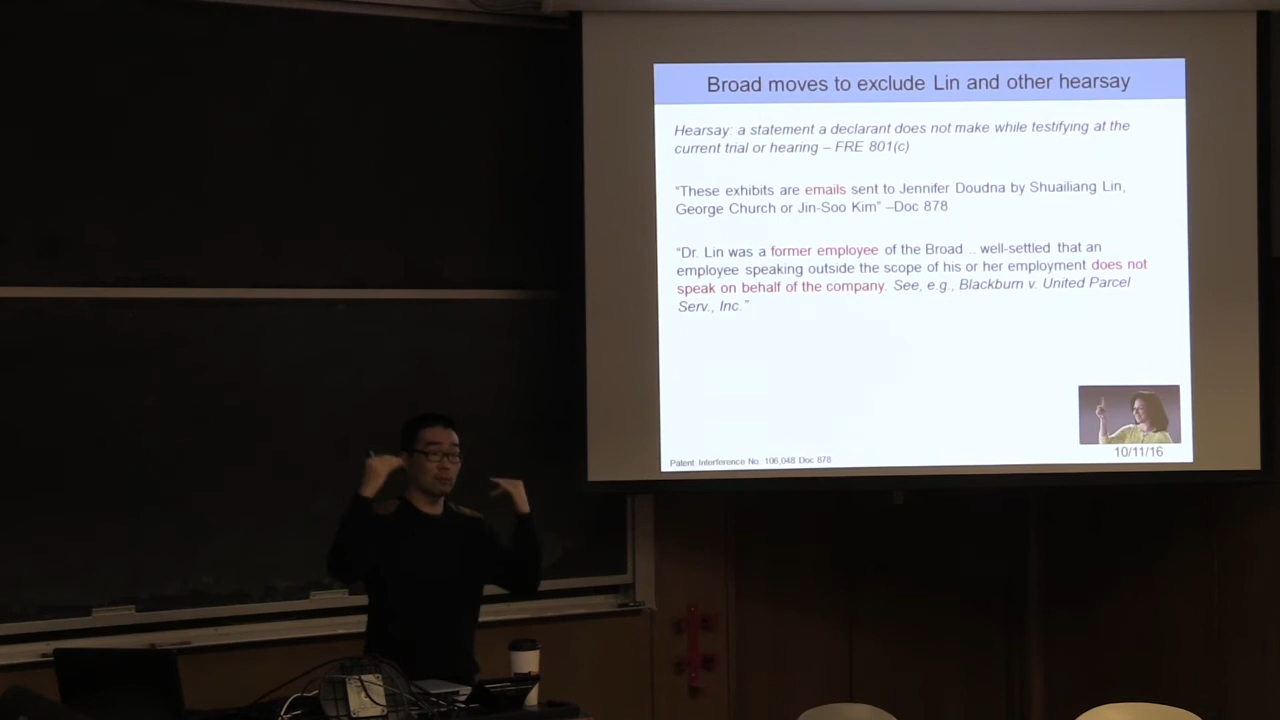 Broad moves to exclude Lin and other hearsay
Hearsay: a statement a declarant does not make while testifying at the
current trial or hearing – FRE 801(c)
“These exhibits are emails sent to Jennifer Doudna by Shuailiang Lin,
George Church or Jin-Soo Kim” –Doc 878
“Dr. Lin was a former employee of the Broad .. well-settled that an
employee speaking outside the scope of his or her employment does not
speak on behalf of the company. See, e.g., Blackburn v. United Parcel
Serv., Inc.”
10/11/16
Patent Interference No. 106,048 Doc 878